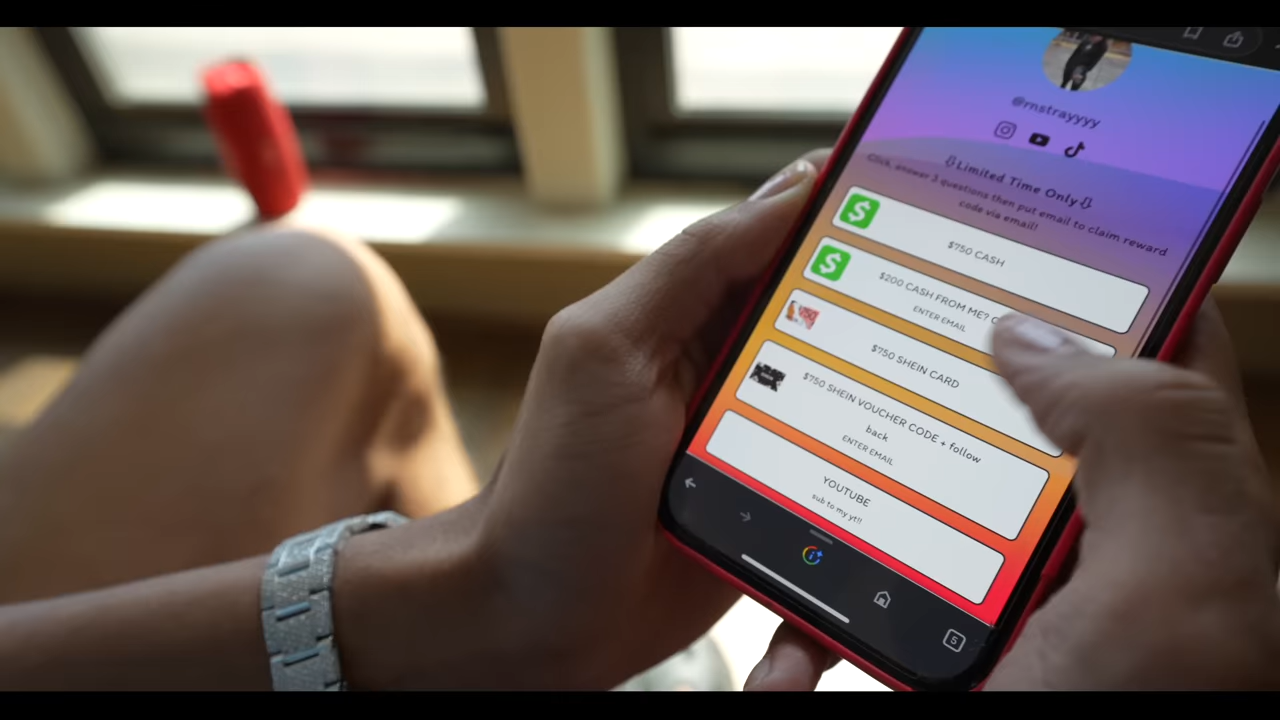 @rnstrayyyy
Limited Time Only
Click, answer 3 questions then put email to claim reward
code via email!
$750 CASH
$200 CASH FROM ME?
ENTER EMAIL
$750 SHEIN CARD
$750 SHEIN VOUCHER CODE + follow
back
ENTER EMAIL
YOUTUBE
sub to my yt!!
5